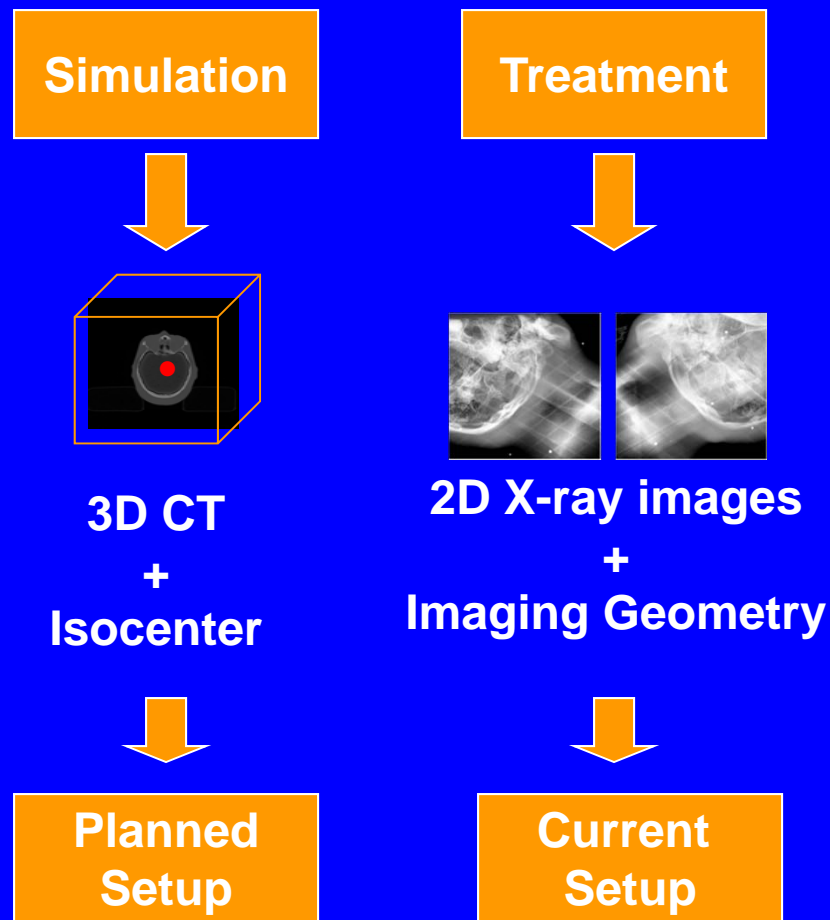 Simulation
Treatment
3D CT
+
Isocenter
2D X-ray images
+
Imaging Geometry
Planned
Setup
Current
Setup